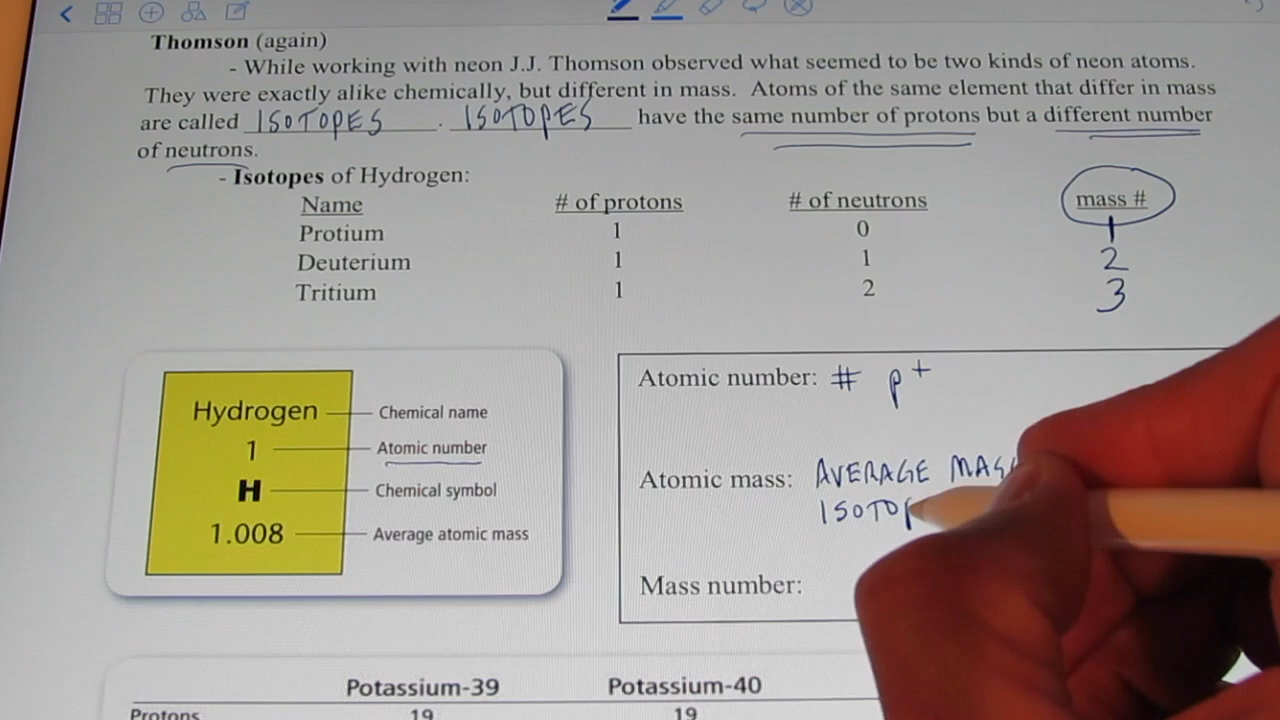 Thomson (again)
- While working with neon J.J. Thomson observed what seemed to be two kinds of neon atoms.
They were exactly alike chemically, but different in mass. Atoms of the same element that differ in mass
are called ISOTOPES . ISOTOPES have the same number of protons but a different number
of neutrons.
- Isotopes of Hydrogen:
Name # of protons # of neutrons mass #
Protium 1 0 1
Deuterium 1 1 2
Tritium 1 2 3
Hydrogen Chemical name
1 Atomic number
H Chemical symbol
1.008 Average atomic mass
Atomic number: # p+
Atomic mass: AVERAGE MASS
ISOTOP
Mass number:
Potassium-39 Potassium-40
Protons 19 19